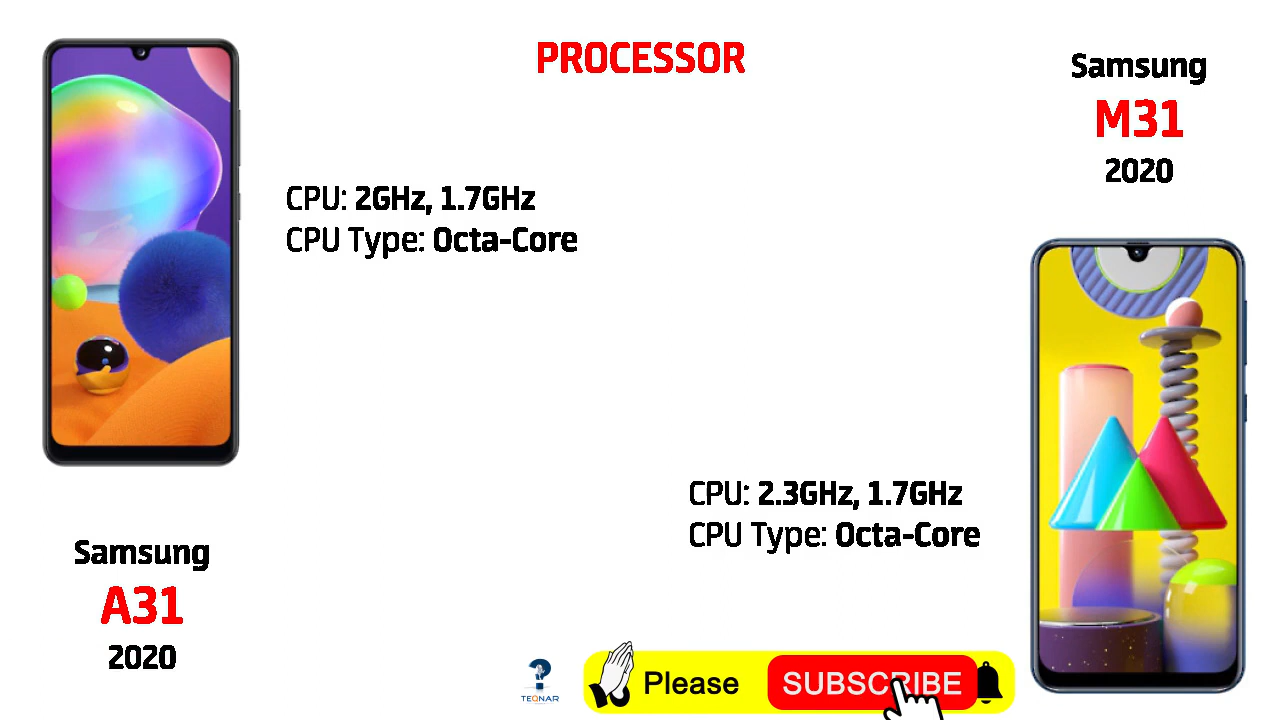 PROCESSOR
Samsung
M31
2020
CPU: 2GHz, 1.7GHz
CPU Type: Octa-Core
CPU: 2.3GHz, 1.7GHz
CPU Type: Octa-Core
Samsung
A31
2020
TEQNAR
Please SUBSCRIBE